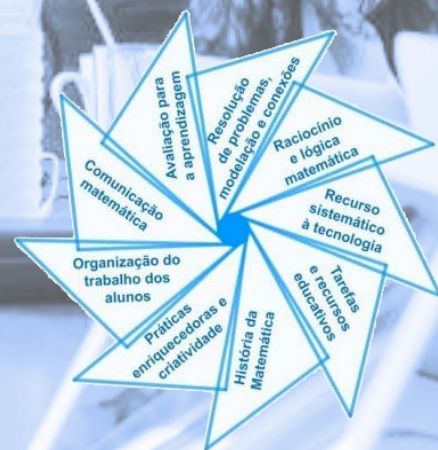 Avaliação para
a aprendizagem
Resolução
de problemas,
modelação e conexões
Raciocínio
e lógica
matemática
Recurso
sistemático
à tecnologia
Tarefas
e recursos
educativos
História da
Matemática
Práticas
enriquecedoras e
criatividade
Organização do
trabalho dos
alunos
Comunicação
matemática